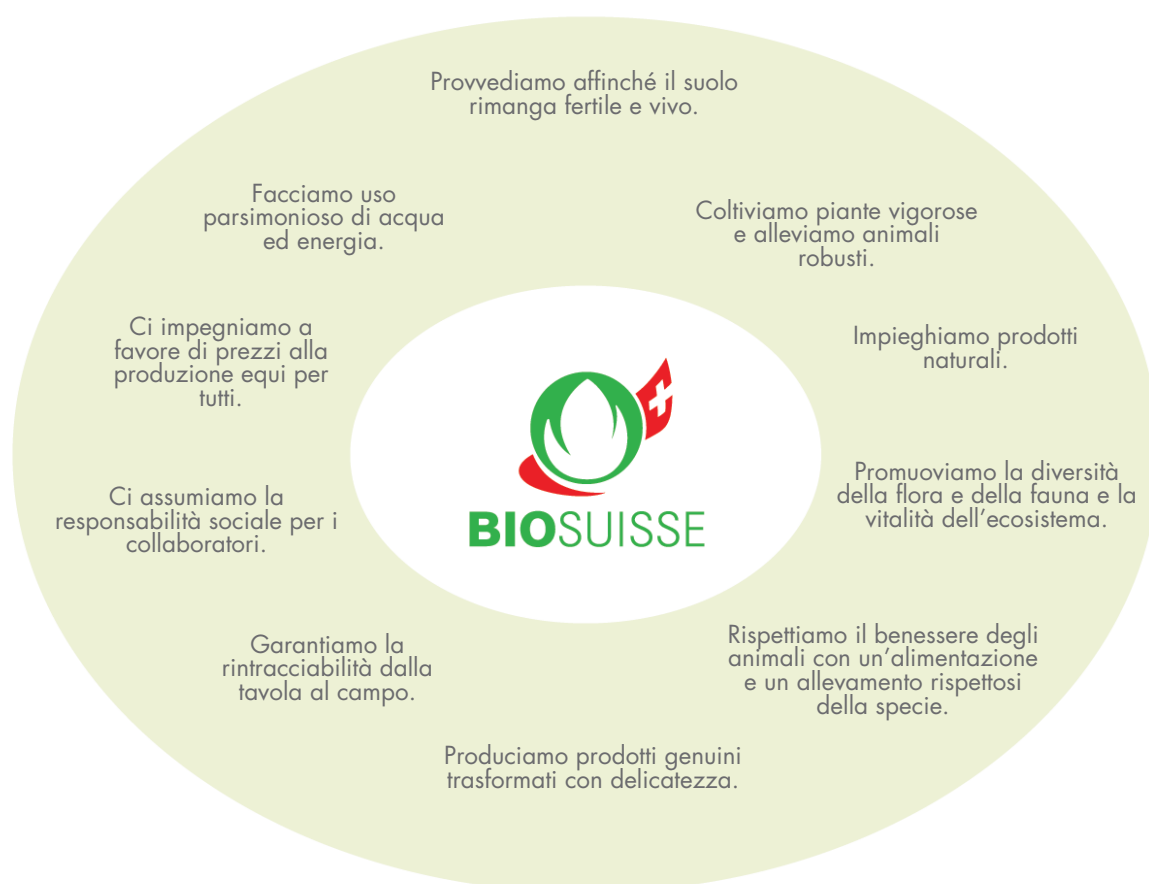 Provvediamo affinché il suolo
rimanga fertile e vivo.
Facciamo uso
parsimonioso di acqua
ed energia.
Coltiviamo piante vigorose
e alleviamo animali
robusti.
Ci impegniamo a
favore di prezzi alla
produzione equi per
tutti.
Impieghiamo prodotti
naturali.
BIOSUISSE
Ci assumiamo la
responsabilità sociale per i
collaboratori.
Promuoviamo la diversità
della flora e della fauna e la
vitalità dell'ecosistema.
Garantiamo la
rintracciabilità dalla
tavola al campo.
Rispettiamo il benessere degli
animali con un'alimentazione
e un allevamento rispettosi
della specie.
Produciamo prodotti genuini
trasformati con delicatezza.